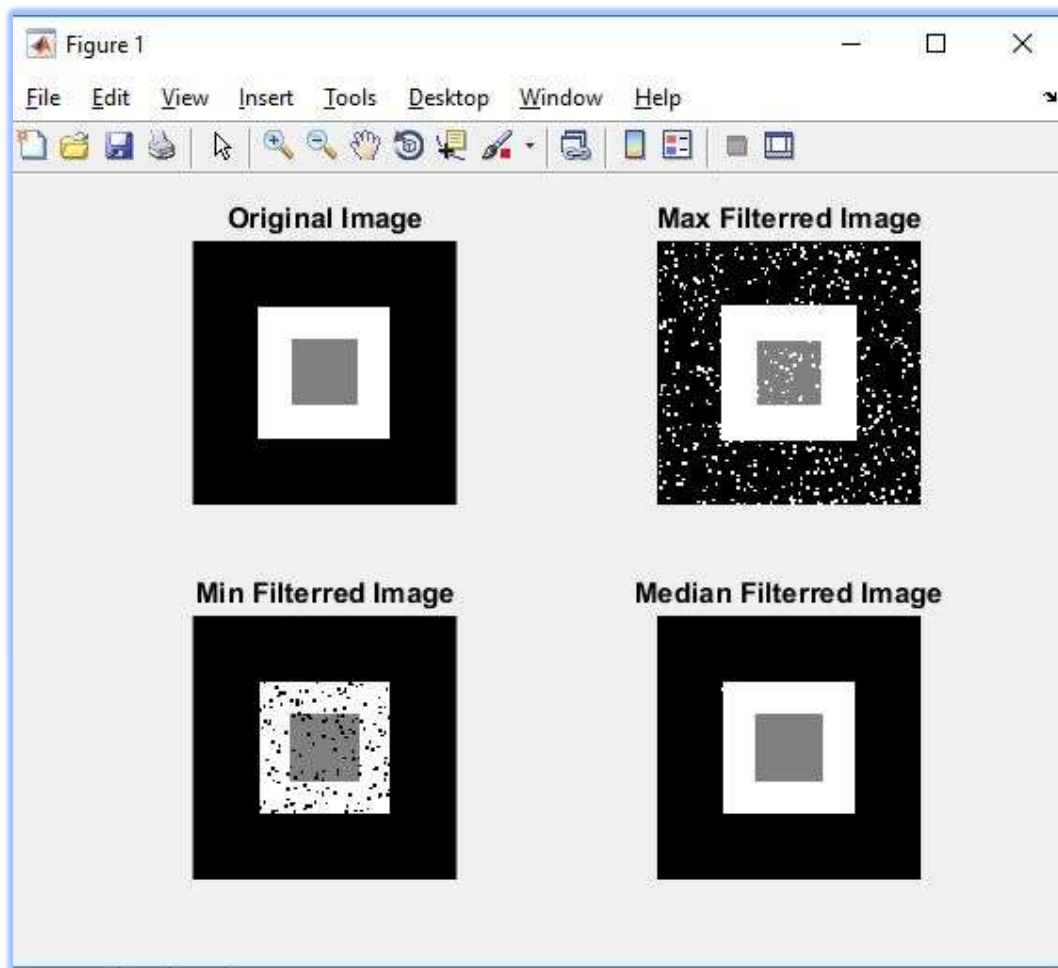 Figure 1
File Edit View Insert Tools Desktop Window Help
Original Image
Max Filterred Image
Min Filterred Image
Median Filterred Image